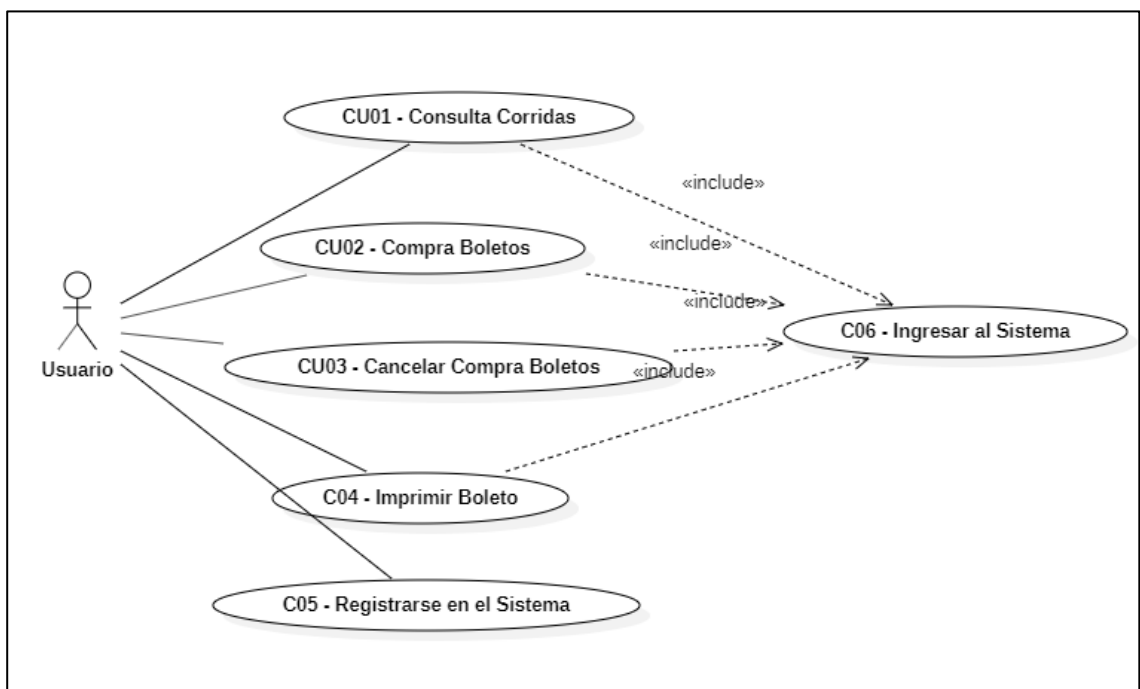 CU01 - Consulta Corridas
«include»
CU02 - Compra Boletos
«include»
«include»
C06 - Ingresar al Sistema
Usuario
CU03 - Cancelar Compra Boletos
«include»
C04 - Imprimir Boleto
C05 - Registrarse en el Sistema